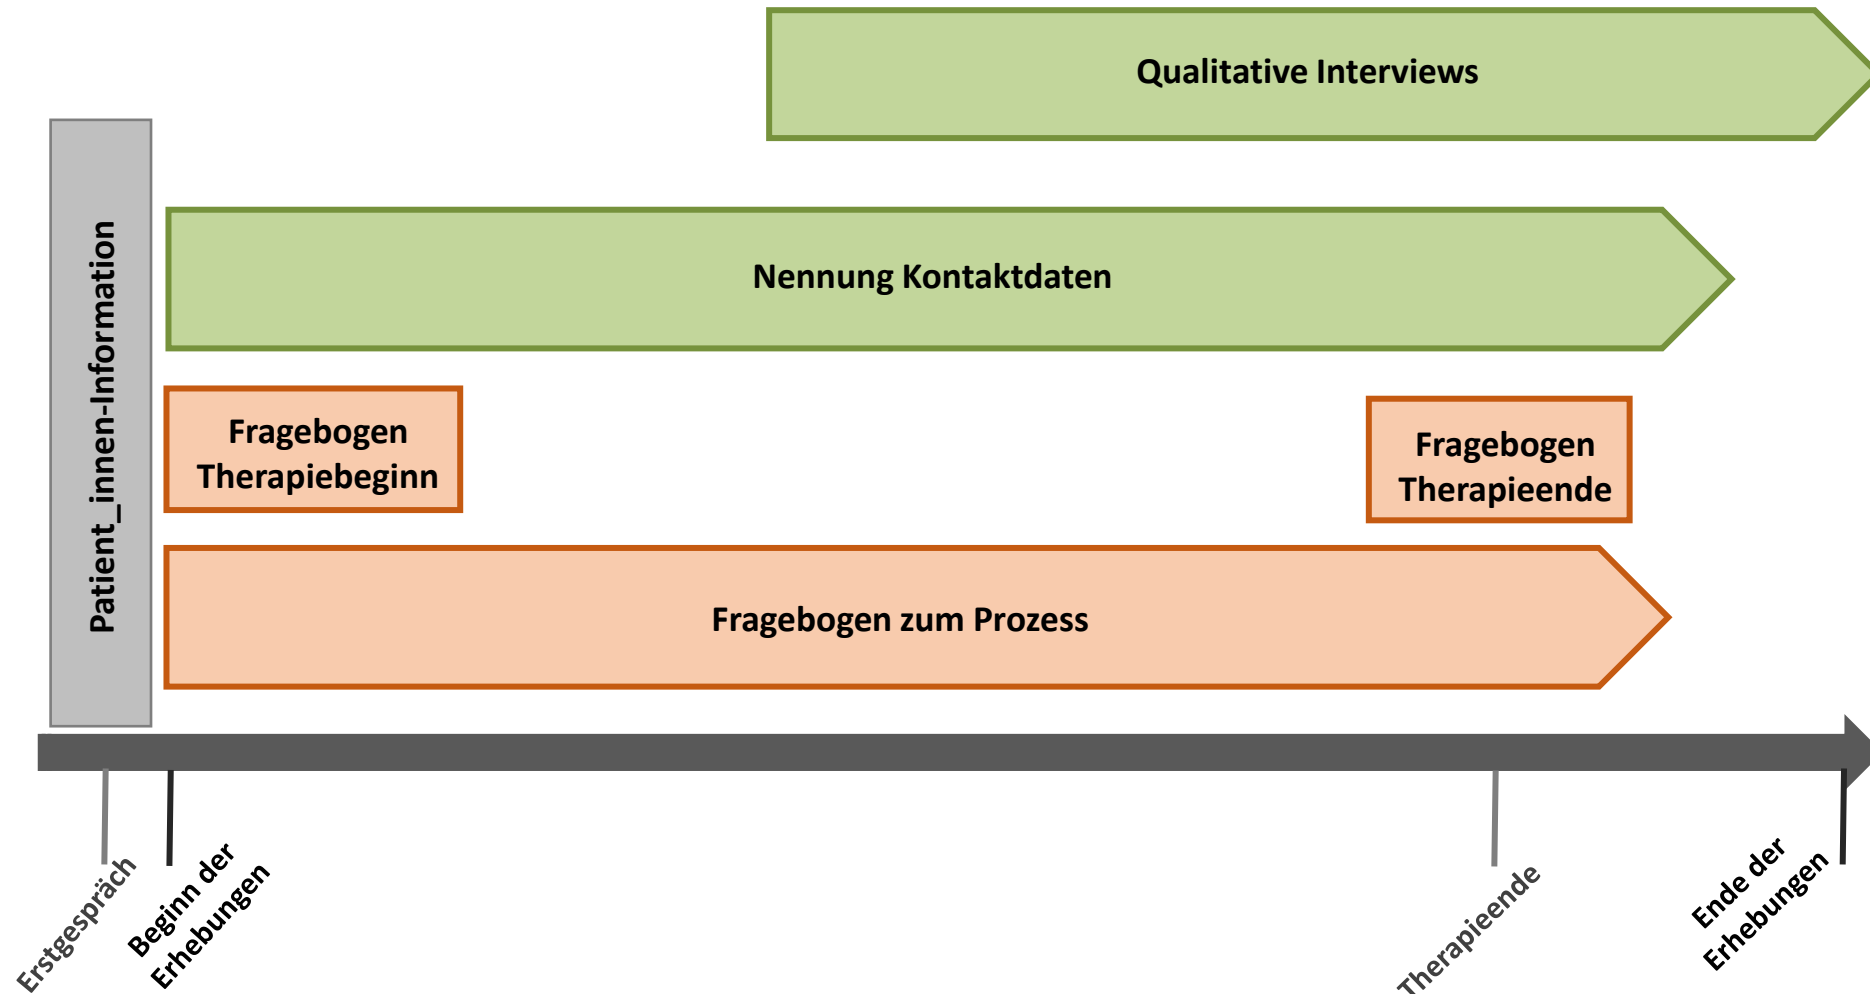 Qualitative Interviews
Patient_innen-Information
Nennung Kontaktdaten
Fragebogen
Therapiebeginn
Fragebogen
Therapieende
Fragebogen zum Prozess
Erstgespräch
Beginn der
Erhebungen
Therapieende
Ende der
Erhebungen